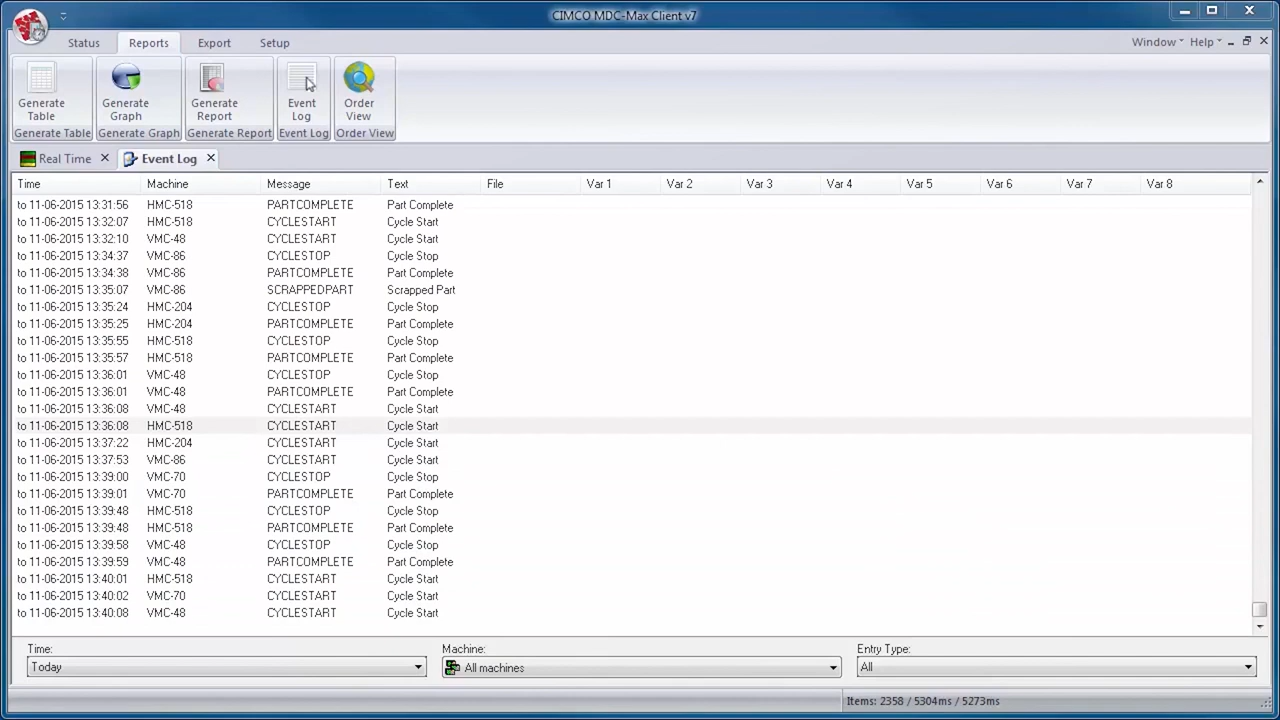 CIMCO MDC-Max Client v7
Status Reports Export Setup Window Help
Generate Table Generate Graph Generate Report Event Log Order View
Generate Table Generate Graph Generate Report Event Log Order View
Real Time Event Log
Time Machine Message Text File Var 1 Var 2 Var 3 Var 4 Var 5 Var 6 Var 7 Var 8
to 11-06-2015 13:31:56 HMC-518 PARTCOMPLETE Part Complete
to 11-06-2015 13:32:07 HMC-518 CYCLESTART Cycle Start
to 11-06-2015 13:32:10 VMC-48 CYCLESTART Cycle Start
to 11-06-2015 13:34:37 VMC-86 CYCLESTOP Cycle Stop
to 11-06-2015 13:34:38 VMC-86 PARTCOMPLETE Part Complete
to 11-06-2015 13:35:07 VMC-86 SCRAPPEDPART Scrapped Part
to 11-06-2015 13:35:24 HMC-204 CYCLESTOP Cycle Stop
to 11-06-2015 13:35:25 HMC-204 PARTCOMPLETE Part Complete
to 11-06-2015 13:35:55 HMC-518 CYCLESTOP Cycle Stop
to 11-06-2015 13:35:57 HMC-518 PARTCOMPLETE Part Complete
to 11-06-2015 13:36:01 VMC-48 CYCLESTOP Cycle Stop
to 11-06-2015 13:36:01 VMC-48 PARTCOMPLETE Part Complete
to 11-06-2015 13:36:08 VMC-48 CYCLESTART Cycle Start
to 11-06-2015 13:36:08 HMC-518 CYCLESTART Cycle Start
to 11-06-2015 13:37:22 HMC-204 CYCLESTART Cycle Start
to 11-06-2015 13:37:53 VMC-86 CYCLESTART Cycle Start
to 11-06-2015 13:39:00 VMC-70 CYCLESTOP Cycle Stop
to 11-06-2015 13:39:01 VMC-70 PARTCOMPLETE Part Complete
to 11-06-2015 13:39:48 HMC-518 CYCLESTOP Cycle Stop
to 11-06-2015 13:39:48 HMC-518 PARTCOMPLETE Part Complete
to 11-06-2015 13:39:58 VMC-48 CYCLESTOP Cycle Stop
to 11-06-2015 13:39:59 VMC-48 PARTCOMPLETE Part Complete
to 11-06-2015 13:40:01 HMC-518 CYCLESTART Cycle Start
to 11-06-2015 13:40:02 VMC-70 CYCLESTART Cycle Start
to 11-06-2015 13:40:08 VMC-48 CYCLESTART Cycle Start
Time: Machine: Entry Type:
Today All machines All
Items: 2358 / 5304ms / 5273ms